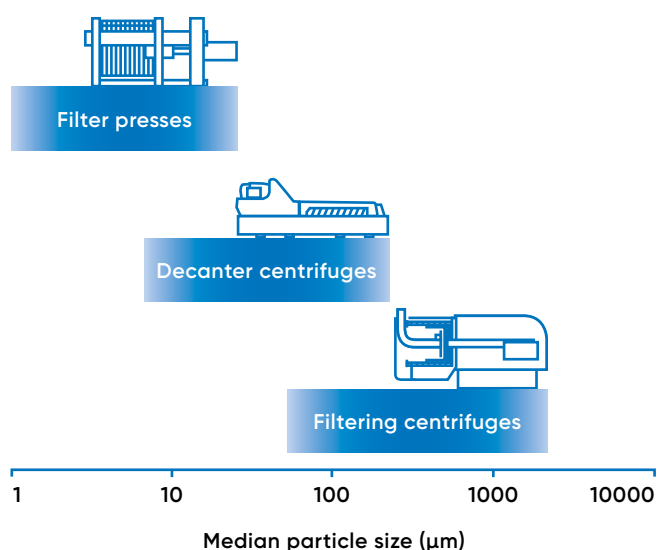 Filter presses
Decanter centrifuges
Filtering centrifuges
1 10 100 1000 10000
Median particle size (µm)